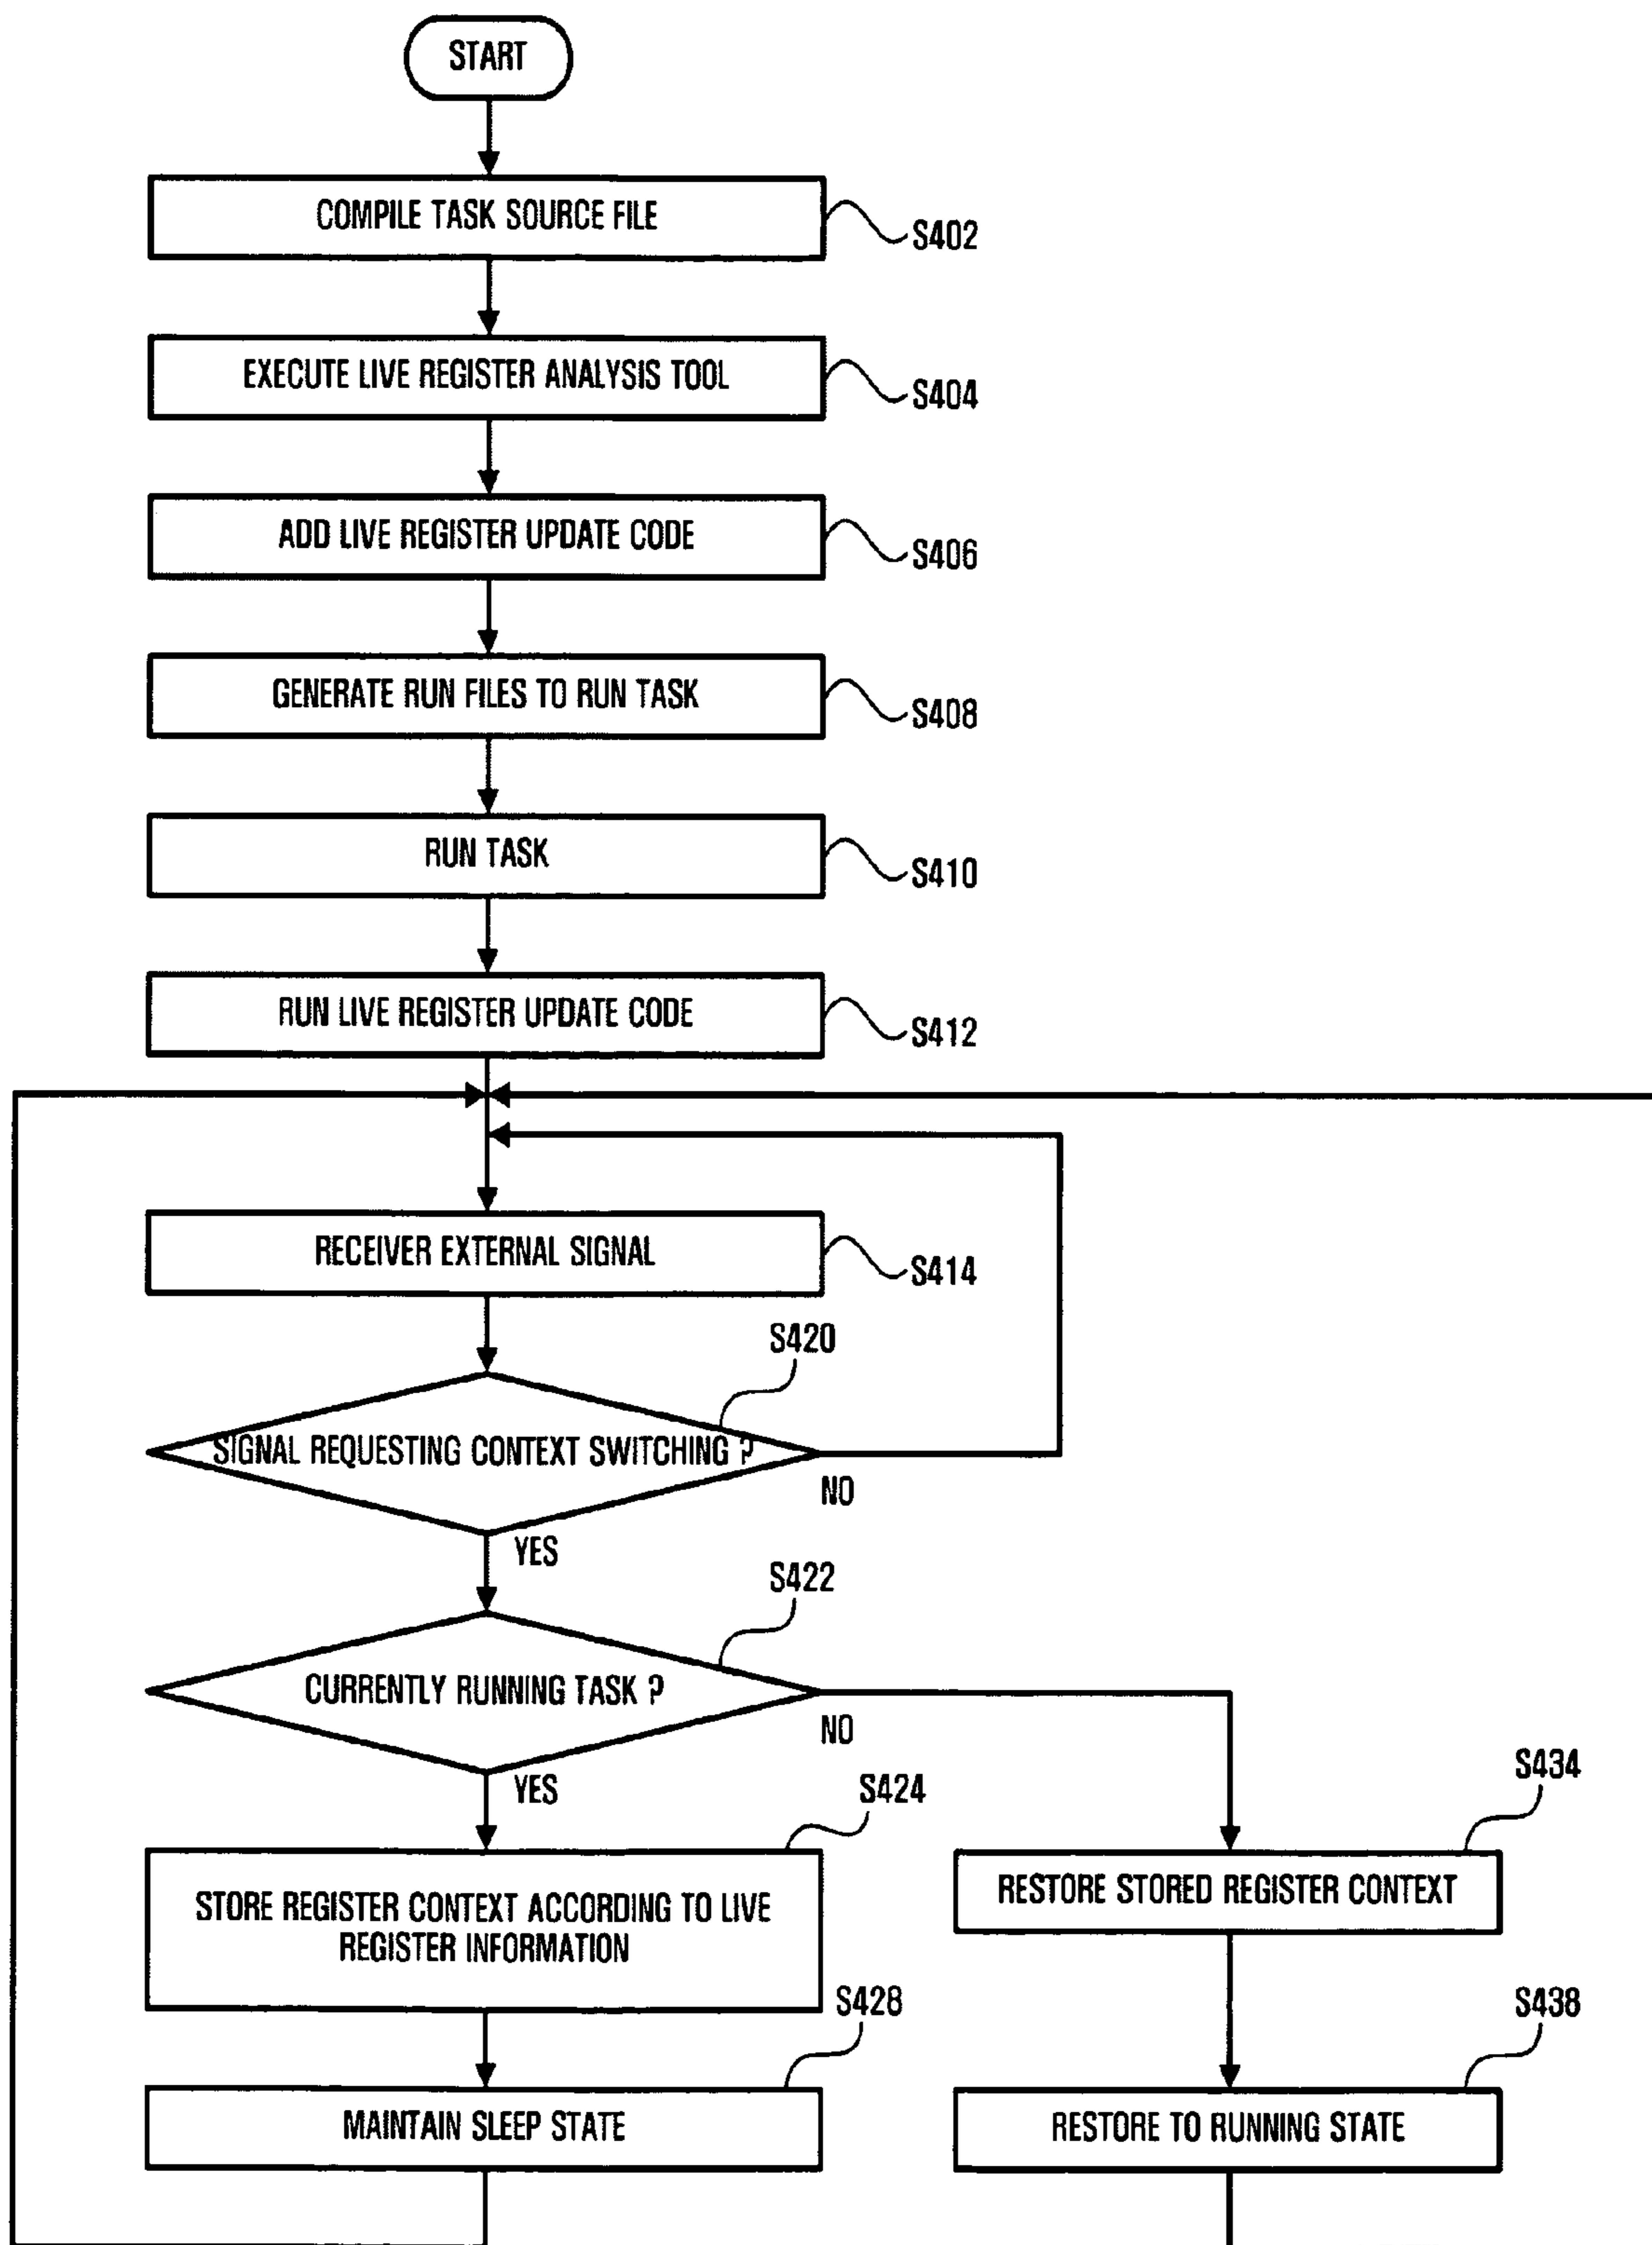 START
COMPILE TASK SOURCE FILE
S402
EXECUTE LIVE REGISTER ANALYSIS TOOL
S404
ADD LIVE REGISTER UPDATE CODE
S406
GENERATE RUN FILES TO RUN TASK
S408
RUN TASK
S410
RUN LIVE REGISTER UPDATE CODE
S412
RECEIVER EXTERNAL SIGNAL
S414
S420
SIGNAL REQUESTING CONTEXT SWITCHING ?
NO
YES
S422
CURRENTLY RUNNING TASK ?
NO
YES
S424
S434
STORE REGISTER CONTEXT ACCORDING TO LIVE
REGISTER INFORMATION
RESTORE STORED REGISTER CONTEXT
S428
S438
MAINTAIN SLEEP STATE
RESTORE TO RUNNING STATE